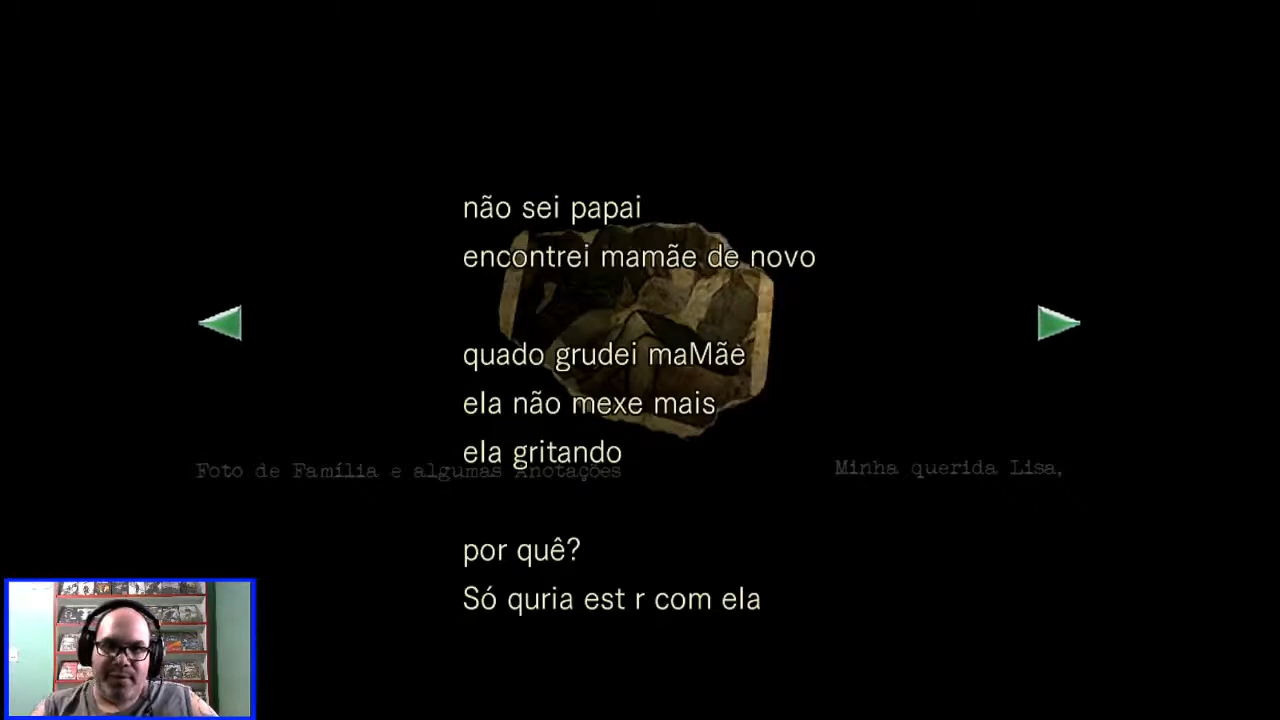 não sei papai
encontrei mamãe de novo
quado grudei maMãe
ela não mexe mais
ela gritando
Foto de Família e algumas Anotações
Minha querida Lisa,
por quê?
Só quria est r com ela